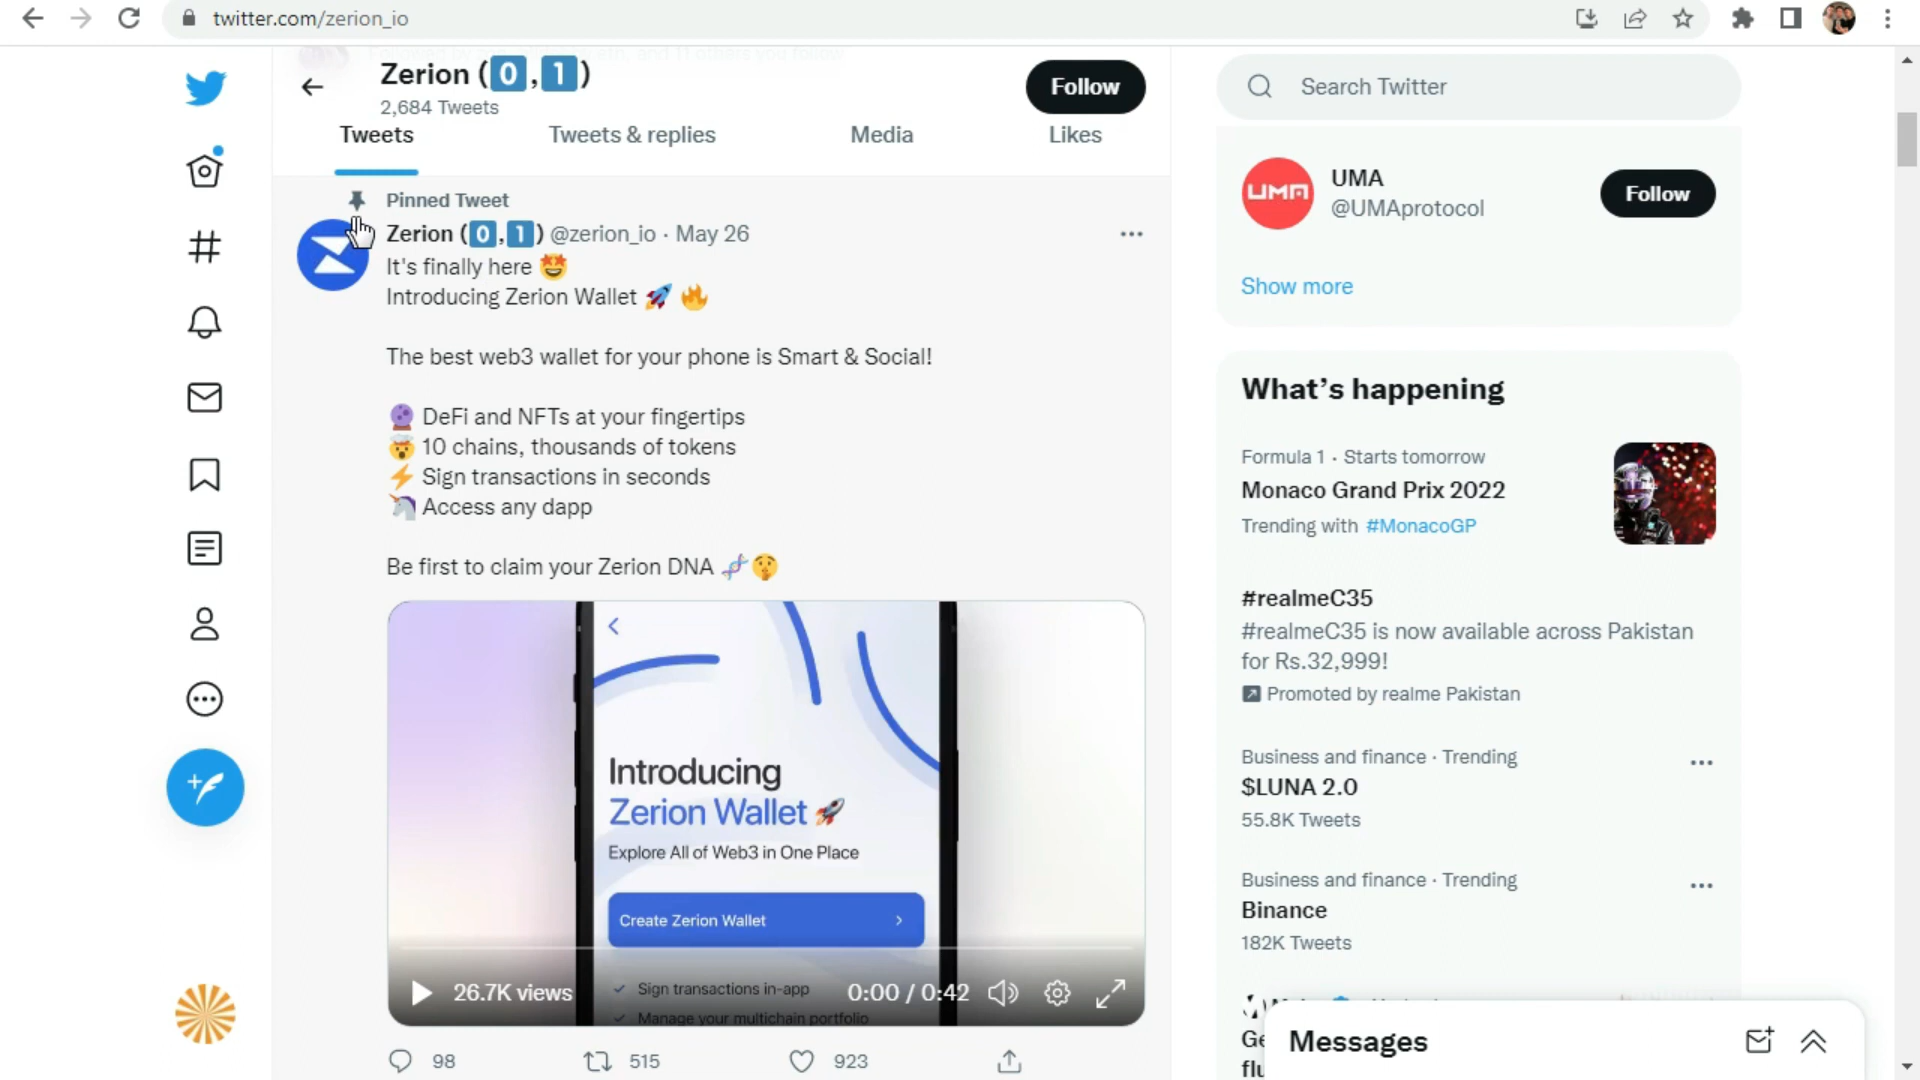 twitter.com/zerion_io
Zerion (0,1)
2,684 Tweets
Follow
Tweets
Tweets & replies
Media
Likes
Pinned Tweet
Zerion (0,1) @zerion_io · May 26
It's finally here 🤩
Introducing Zerion Wallet 🚀 🔥
The best web3 wallet for your phone is Smart & Social!
🔮 DeFi and NFTs at your fingertips
🤯 10 chains, thousands of tokens
⚡ Sign transactions in seconds
🦄 Access any dapp
Be first to claim your Zerion DNA 🧬🤫
Introducing
Zerion Wallet 🚀
Explore All of Web3 in One Place
Create Zerion Wallet
Sign transactions in-app
Manage your multichain portfolio
26.7K views
0:00 / 0:42
98
515
923
Search Twitter
UMA
UMA
@UMAprotocol
Follow
Show more
What's happening
Formula 1 · Starts tomorrow
Monaco Grand Prix 2022
Trending with #MonacoGP
#realmeC35
#realmeC35 is now available across Pakistan
for Rs.32,999!
Promoted by realme Pakistan
Business and finance · Trending
$LUNA 2.0
55.8K Tweets
Business and finance · Trending
Binance
182K Tweets
Messages